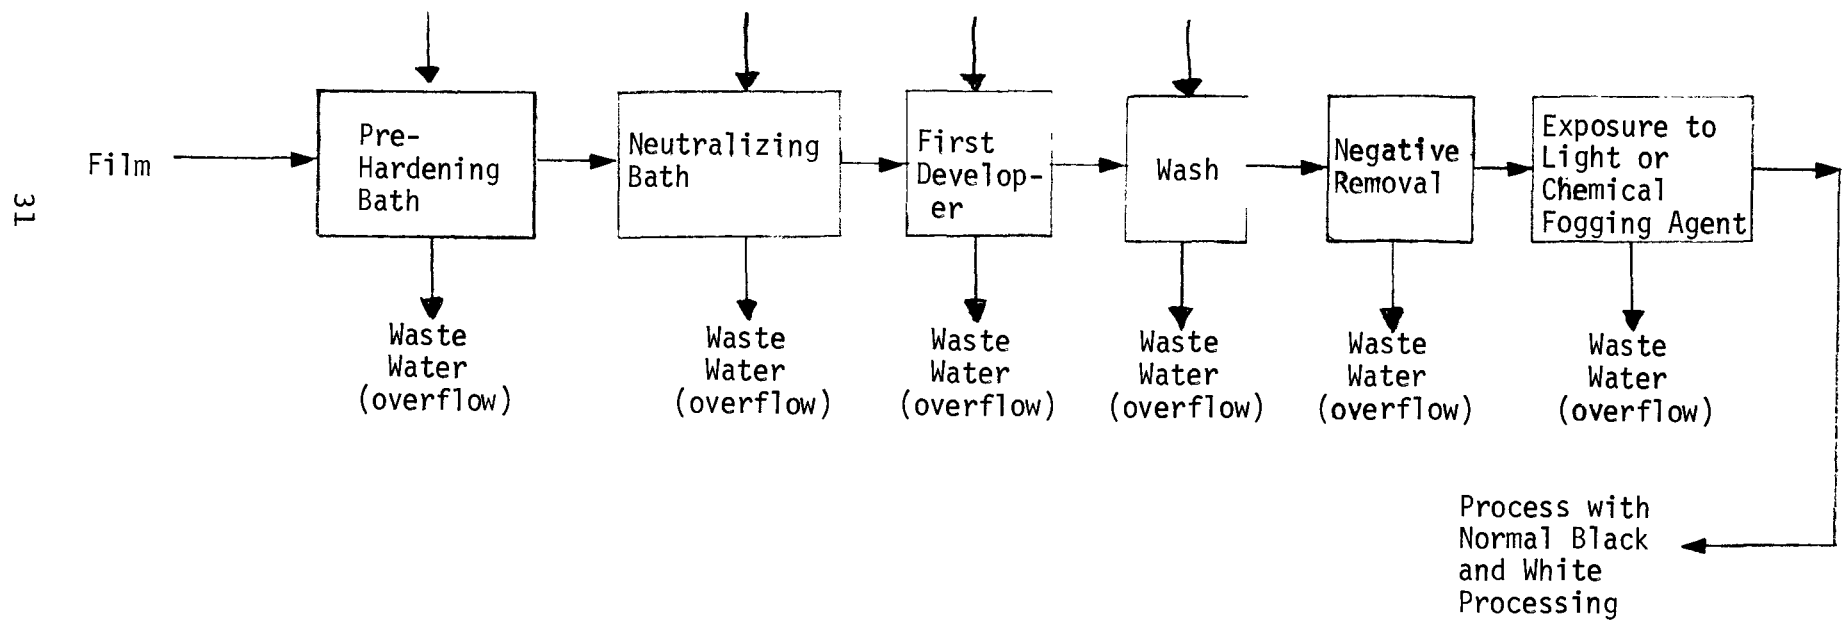 31
Film
Pre-
Hardening
Bath
Neutralizing
Bath
First
Develop-
er
Wash
Negative
Removal
Exposure to
Light or
Chemical
Fogging Agent
Waste
Water
(overflow)
Waste
Water
(overflow)
Waste
Water
(overflow)
Waste
Water
(overflow)
Waste
Water
(overflow)
Waste
Water
(overflow)
Process with
Normal Black
and White
Processing